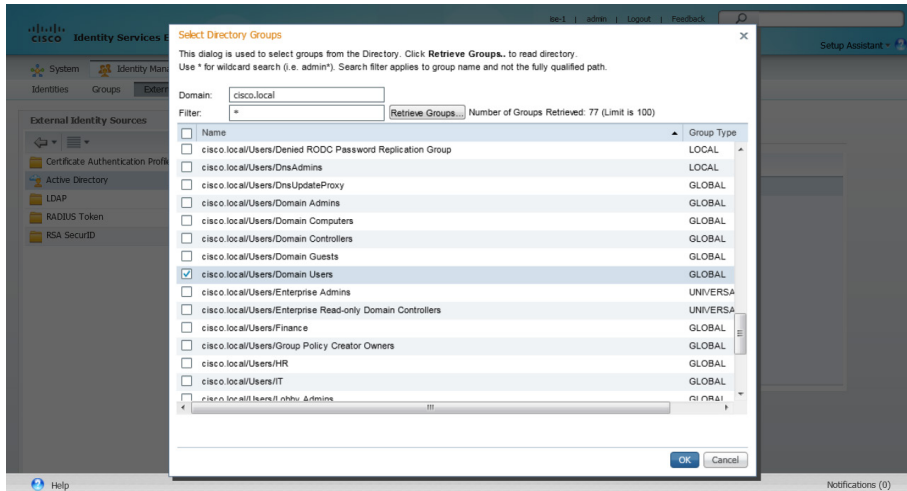 ise-1 | admin | Logout | Feedback
cisco Identity Services E
Setup Assistant
System Identity Mana
Identities Groups Extern
External Identity Sources
Certificate Authentication Profil
Active Directory
LDAP
RADIUS Token
RSA SecurID
Select Directory Groups
This dialog is used to select groups from the Directory. Click Retrieve Groups.. to read directory.
Use * for wildcard search (i.e. admin*). Search filter applies to group name and not the fully qualified path.
Domain: cisco.local
Filter: * Retrieve Groups... Number of Groups Retrieved: 77 (Limit is 100)
Name Group Type
cisco.local/Users/Denied RODC Password Replication Group LOCAL
cisco.local/Users/DnsAdmins LOCAL
cisco.local/Users/DnsUpdateProxy GLOBAL
cisco.local/Users/Domain Admins GLOBAL
cisco.local/Users/Domain Computers GLOBAL
cisco.local/Users/Domain Controllers GLOBAL
cisco.local/Users/Domain Guests GLOBAL
cisco.local/Users/Domain Users GLOBAL
cisco.local/Users/Enterprise Admins UNIVERSA
cisco.local/Users/Enterprise Read-only Domain Controllers UNIVERSA
cisco.local/Users/Finance GLOBAL
cisco.local/Users/Group Policy Creator Owners GLOBAL
cisco.local/Users/HR GLOBAL
cisco.local/Users/IT GLOBAL
cisco.local/Users/Lobby Admins GLOBAL
OK Cancel
Help Notifications (0)